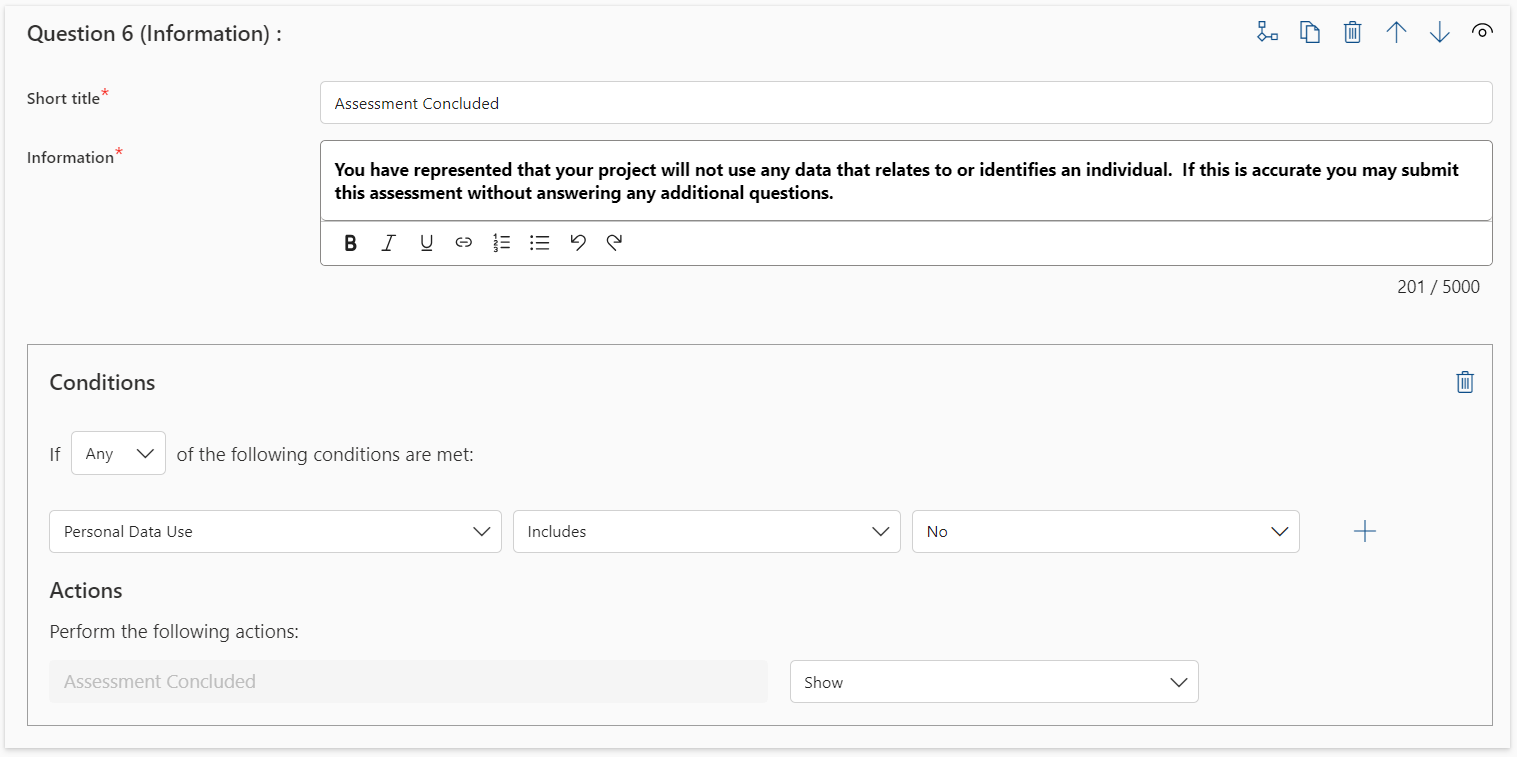 Question 6 (Information) :
Short title*
Assessment Concluded
Information*
You have represented that your project will not use any data that relates to or identifies an individual.  If this is accurate you may submit
this assessment without answering any additional questions.
B I U
201 / 5000
Conditions
If Any of the following conditions are met:
Personal Data Use Includes No
Actions
Perform the following actions:
Assessment Concluded Show